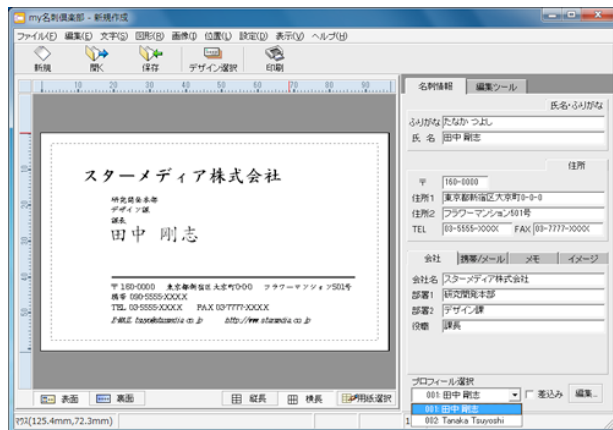 my名刺倶楽部 - 新規作成
ファイル(F) 編集(E) 文字(S) 図形(R) 画像(I) 位置(L) 設定(D) 表示(V) ヘルプ(H)
新規 開く 保存 デザイン選択 印刷
10 20 30 40 50 60 70 80 90
スターメディア株式会社
研究開発本部
デザイン課
課長
田中 剛志
〒160-0000 東京都新宿区大京町0-0-0 フラワーマンション501号
携帯 090-5555-XXXX
TEL 03-5555-XXXX FAX 03-7777-XXXX
表面 裏面 縦長 横長 用紙選択
ﾏｳｽ(125.4mm,72.3mm)
名刺情報 編集ツール
氏名・ふりがな
ふりがな たなか つよし
氏 名 田中 剛志
住所
〒 160-0000
住所1 東京都新宿区大京町0-0-0
住所2 フラワーマンション501号
TEL 03-5555-XXXX FAX 03-7777-XXXX
会社 携帯/メール メモ イメージ
会社名 スターメディア株式会社
部署1 研究開発本部
部署2 デザイン課
役職 課長
プロフィール選択
001:田中 剛志 差込み 編集...
001:田中 剛志
002:Tanaka Tsuyoshi